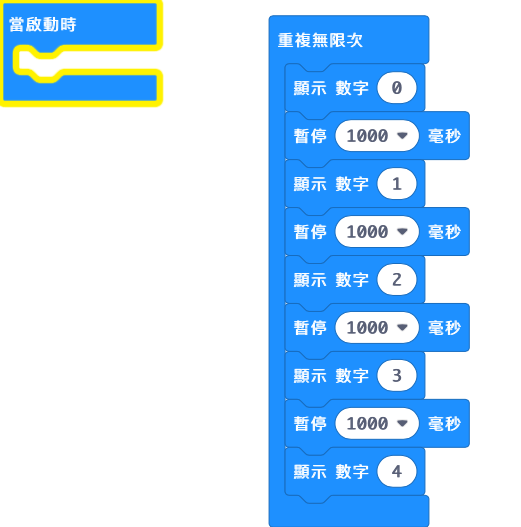 當啟動時
重複無限次
顯示 數字 0
暫停 1000 毫秒
顯示 數字 1
暫停 1000 毫秒
顯示 數字 2
暫停 1000 毫秒
顯示 數字 3
暫停 1000 毫秒
顯示 數字 4